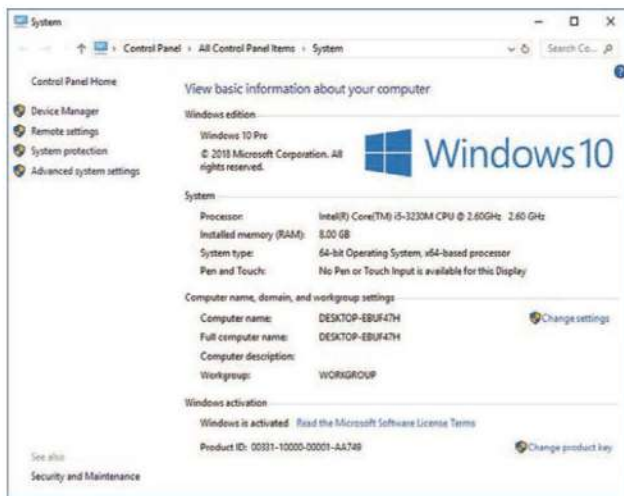 System
Control Panel › All Control Panel Items › System
Search Co...
Control Panel Home
Device Manager
Remote settings
System protection
Advanced system settings
View basic information about your computer
Windows edition
Windows 10 Pro
© 2018 Microsoft Corporation. All
rights reserved.
Windows 10
System
Processor: Intel(R) Core(TM) i5-3230M CPU @ 2.60GHz 2.60 GHz
Installed memory (RAM): 8.00 GB
System type: 64-bit Operating System, x64-based processor
Pen and Touch: No Pen or Touch Input is available for this Display
Computer name, domain, and workgroup settings
Computer name: DESKTOP-EBUF47H
Change settings
Full computer name: DESKTOP-EBUF47H
Computer description:
Workgroup: WORKGROUP
Windows activation
Windows is activated Read the Microsoft Software License Terms
Product ID: 00331-10000-00001-AA749
Change product key
See also
Security and Maintenance